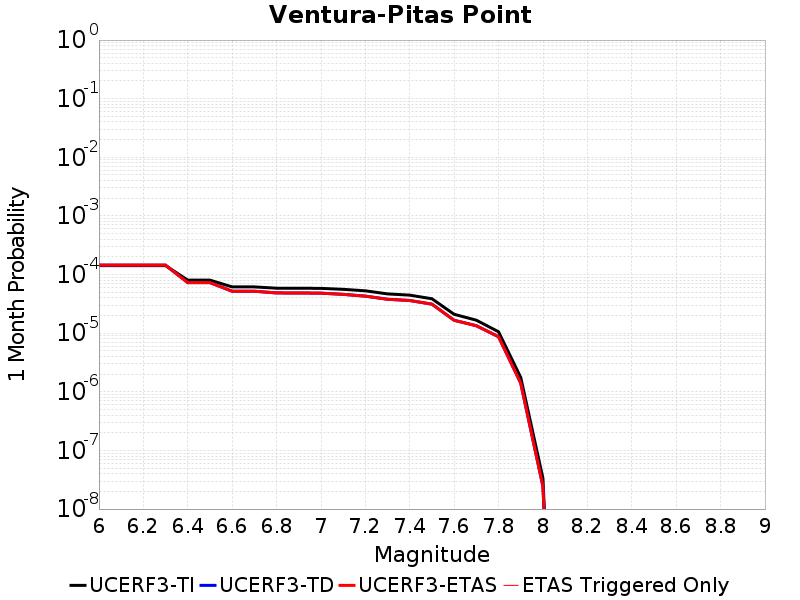 Ventura-Pitas Point
1 Month Probability
10^0
10^-1
10^-2
10^-3
10^-4
10^-5
10^-6
10^-7
10^-8
6 6.2 6.4 6.6 6.8 7 7.2 7.4 7.6 7.8 8 8.2 8.4 8.6 8.8 9
Magnitude
UCERF3-TI UCERF3-TD UCERF3-ETAS ETAS Triggered Only